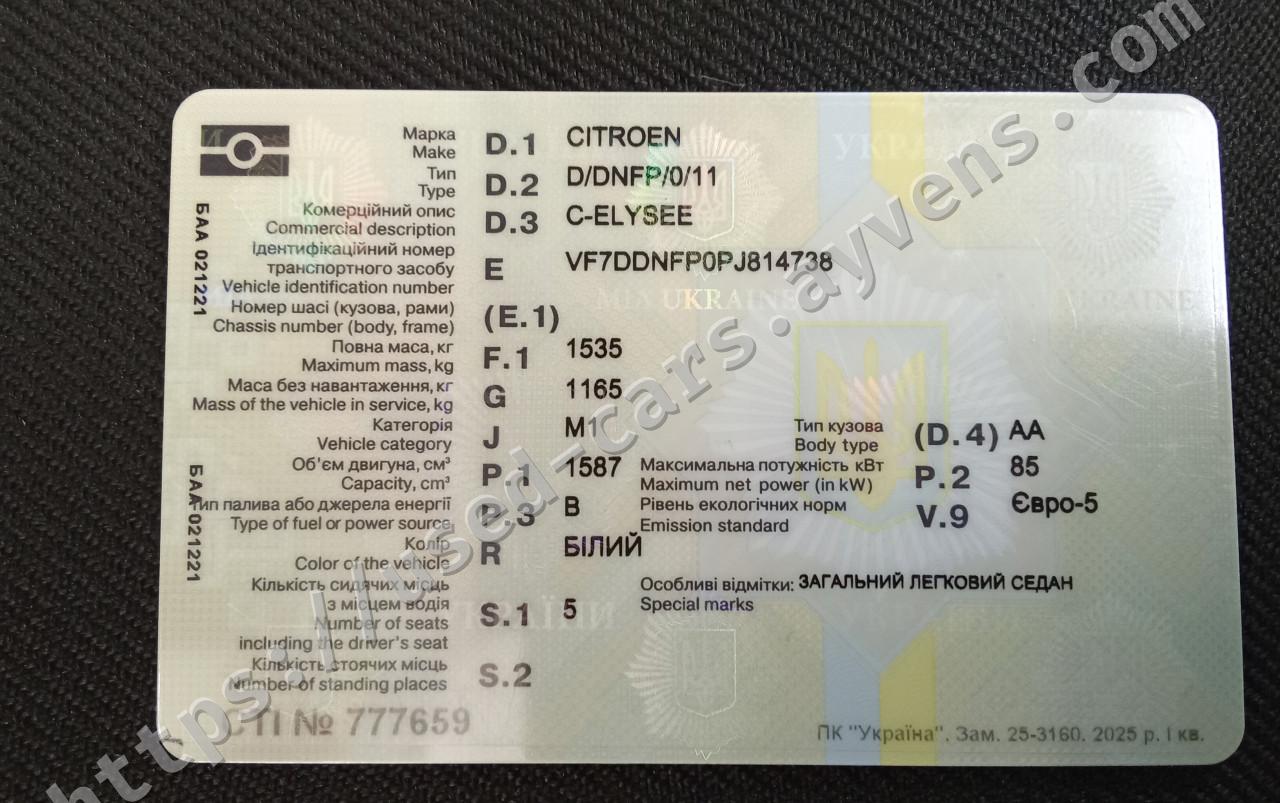 Марка D.1 CITROEN
Make
Тип D.2 D/DNFP/0/11
Type
Комерційний опис D.3 C-ELYSEE
Commercial description
Ідентифікаційний номер
транспортного засобу E VF7DDNFP0PJ814738
Vehicle identification number
Номер шасі (кузова, рами) (E.1)
Chassis number (body, frame)
Повна маса, кг F.1 1535
Maximum mass, kg
Маса без навантаження, кг G 1165
Mass of the vehicle in service, kg
Категорія J M1 Тип кузова (D.4) AA
Vehicle category Body type
Об'єм двигуна, см³ P.1 1587 Максимальна потужність кВт P.2 85
Capacity, cm³ Maximum net power (in kW)
Тип палива або джерела енергії P.3 B Рівень екологічних норм V.9 Євро-5
Type of fuel or power source Emission standard
Колір R БІЛИЙ
Color of the vehicle
Кількість сидячих місць Особливі відмітки: ЗАГАЛЬНИЙ ЛЕГКОВИЙ СЕДАН
з місцем водія S.1 5 Special marks
Number of seats
including the driver's seat
Кількість стоячих місць S.2
Number of standing places
СТІ № 777659
ПК "Україна". Зам. 25-3160. 2025 р. I кв.
БАА 021221
БАА 021221
UKRAINE
UKRAINE
https://used-cars.ayvens.com